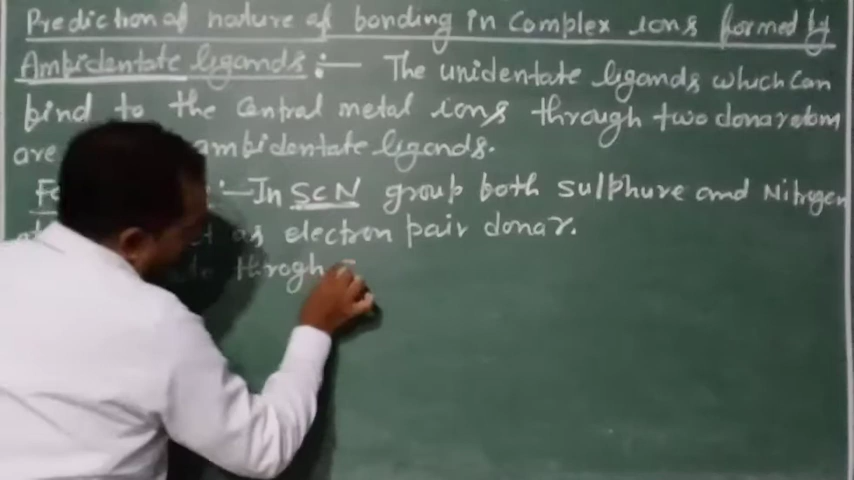 Prediction of nature of bonding in Complex ions formed by
Ambidentate ligands :- The unidentate ligands which can
bind to the Central metal ions through two donar atom
are ambidentate ligands.
:- In SCN group both sulphure and Nitrogen
as electron pair donar.
throgh